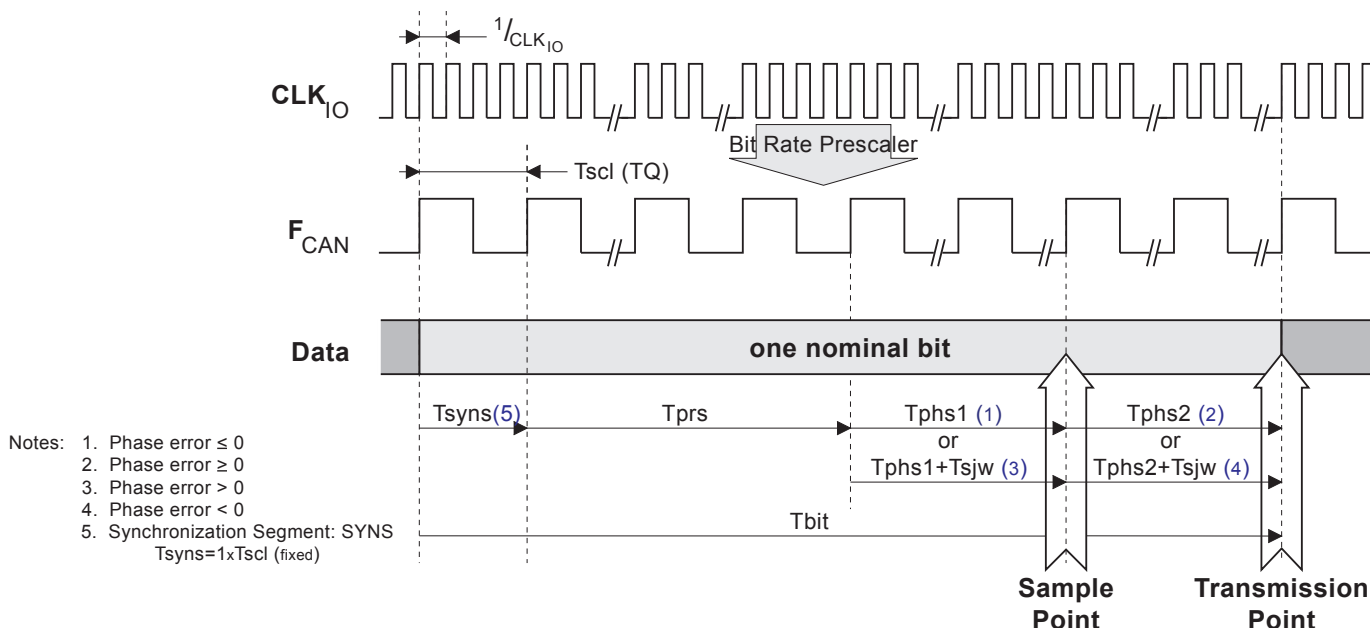 1/CLKIO
CLKIO
Bit Rate Prescaler
Tscl (TQ)
FCAN
Data
one nominal bit
Tsyns(5)
Tprs
Tphs1 (1)
or
Tphs1+Tsjw (3)
Tphs2 (2)
or
Tphs2+Tsjw (4)
Tbit
Notes: 1. Phase error ≤ 0
2. Phase error ≥ 0
3. Phase error > 0
4. Phase error < 0
5. Synchronization Segment: SYNS
Tsyns=1xTscl (fixed)
Sample
Point
Transmission
Point